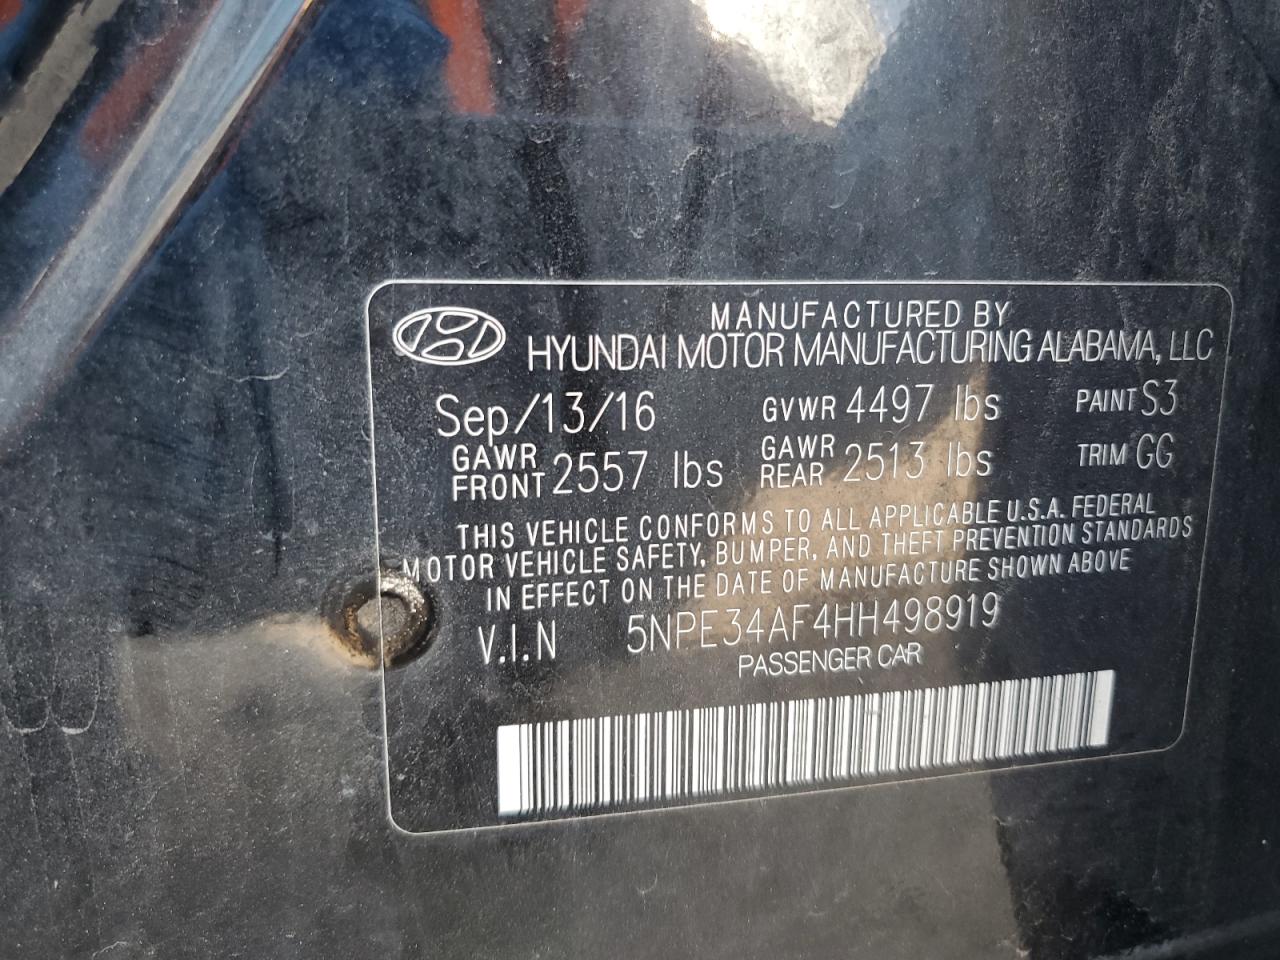 MANUFACTURED BY
HYUNDAI MOTOR MANUFACTURING ALABAMA, LLC
Sep/13/16 GVWR 4497 lbs PAINT S3
GAWR FRONT 2557 lbs GAWR REAR 2513 lbs TRIM GG
THIS VEHICLE CONFORMS TO ALL APPLICABLE U.S.A. FEDERAL
MOTOR VEHICLE SAFETY, BUMPER, AND THEFT PREVENTION STANDARDS
IN EFFECT ON THE DATE OF MANUFACTURE SHOWN ABOVE
V.I.N 5NPE34AF4HH498919
PASSENGER CAR